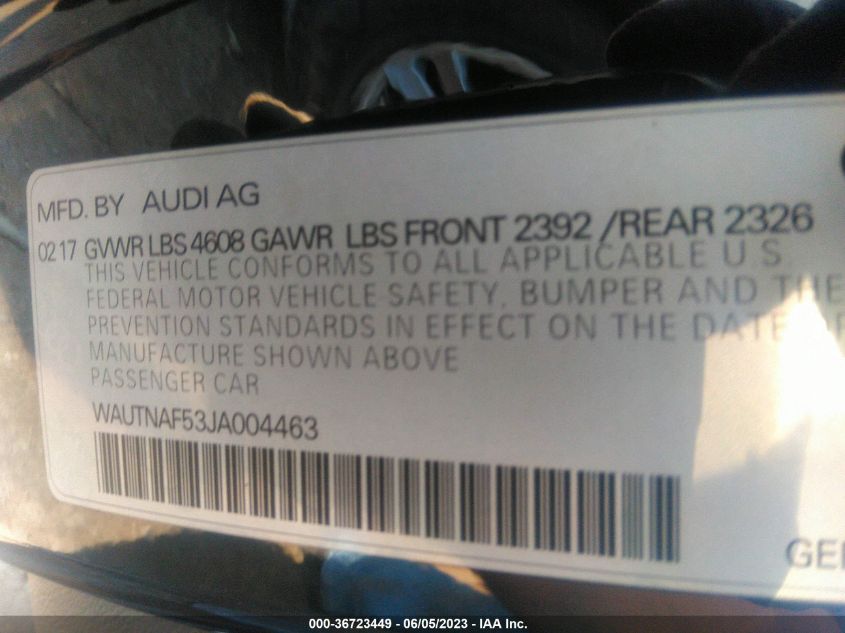 MFD. BY AUDI AG
02 17 GVWR LBS 4608 GAWR LBS FRONT 2392 /REAR 2326
THIS VEHICLE CONFORMS TO ALL APPLICABLE U S
FEDERAL MOTOR VEHICLE SAFETY, BUMPER AND THE
PREVENTION STANDARDS IN EFFECT ON THE DATE
MANUFACTURE SHOWN ABOVE
PASSENGER CAR
WAUTNAF53JA004463
000-36723449 - 06/05/2023 - IAA Inc.